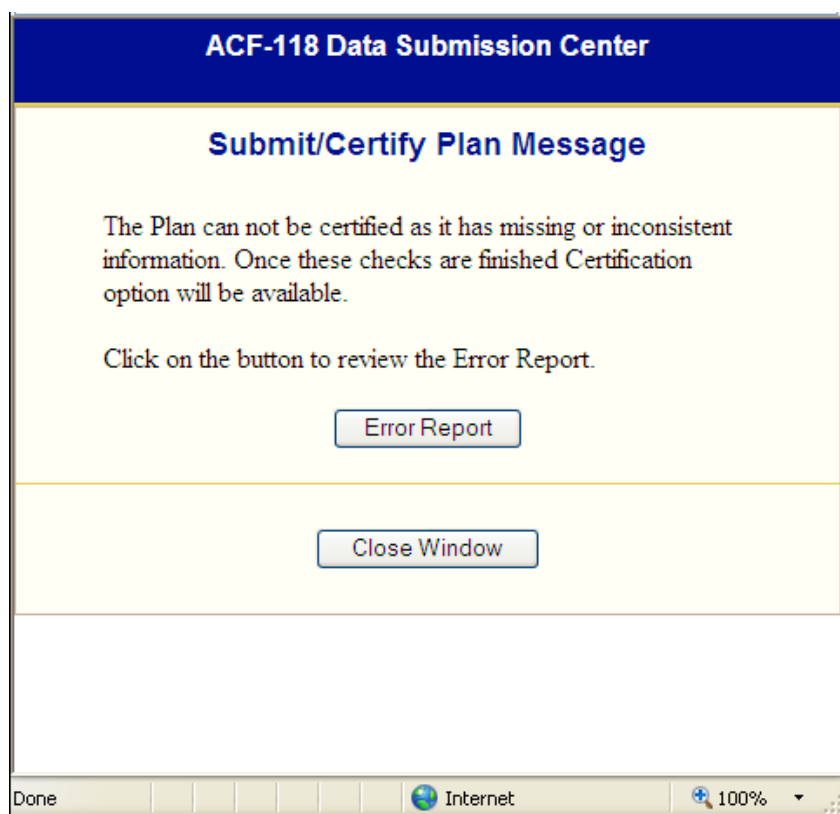 ACF-118 Data Submission Center
Submit/Certify Plan Message
The Plan can not be certified as it has missing or inconsistent
information. Once these checks are finished Certification
option will be available.
Click on the button to review the Error Report.
Error Report
Close Window
Done Internet 100%